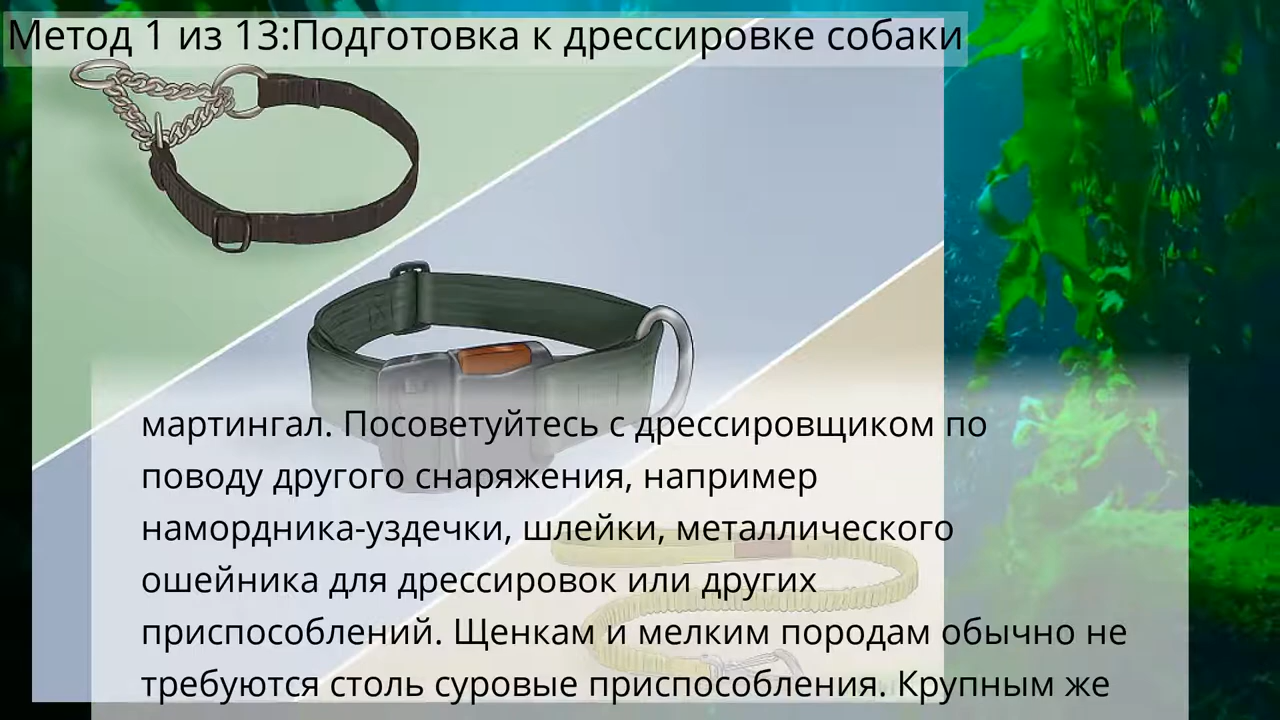 Метод 1 из 13:Подготовка к дрессировке собаки
мартингал. Посоветуйтесь с дрессировщиком по
поводу другого снаряжения, например
намордника-уздечки, шлейки, металлического
ошейника для дрессировок или других
приспособлений. Щенкам и мелким породам обычно не
требуются столь суровые приспособления. Крупным же